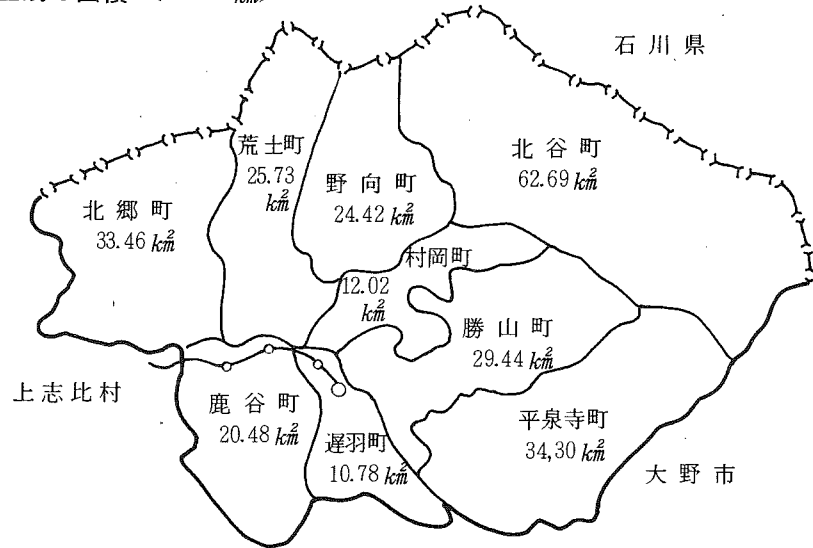 石川県
荒土町
25.73
km²
北谷町
62.69 km²
野向町
24.42 km²
北郷町
33.46 km²
村岡町
12.02
km²
勝山町
29.44 km²
上志比村
鹿谷町
20.48 km²
遅羽町
10.78 km²
平泉寺町
34,30 km²
大野市